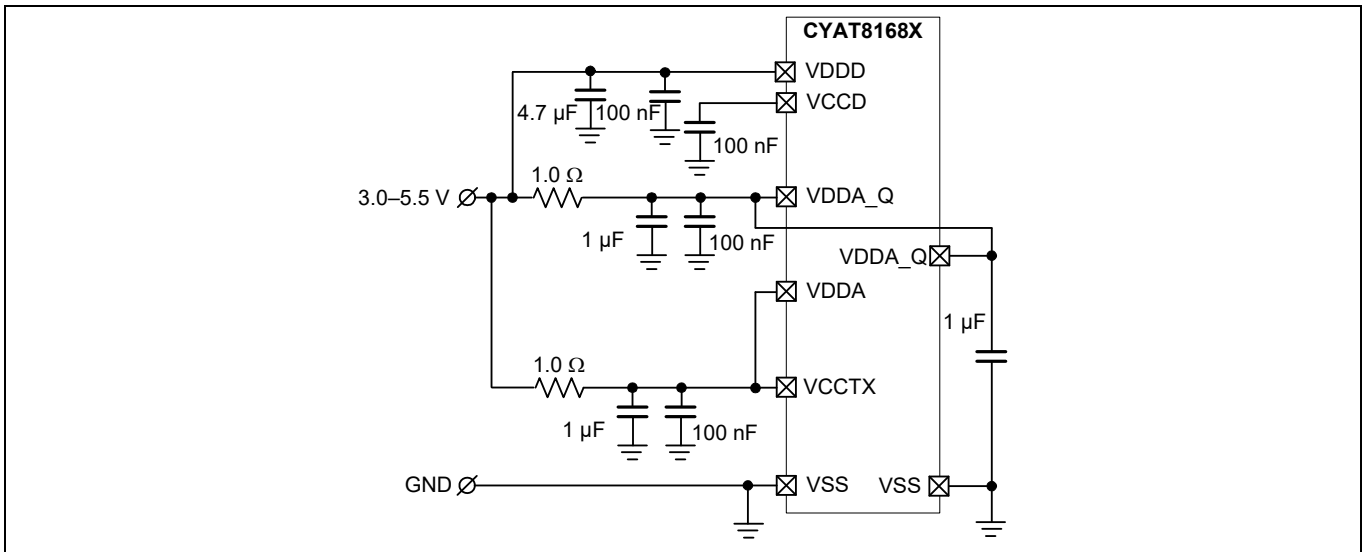 CYAT8168X
VDDD
VCCD
4.7 µF
100 nF
100 nF
1.0 Ω
3.0–5.5 V
VDDA_Q
1 µF
100 nF
VDDA_Q
VDDA
1 µF
1.0 Ω
VCCTX
1 µF
100 nF
GND
VSS
VSS